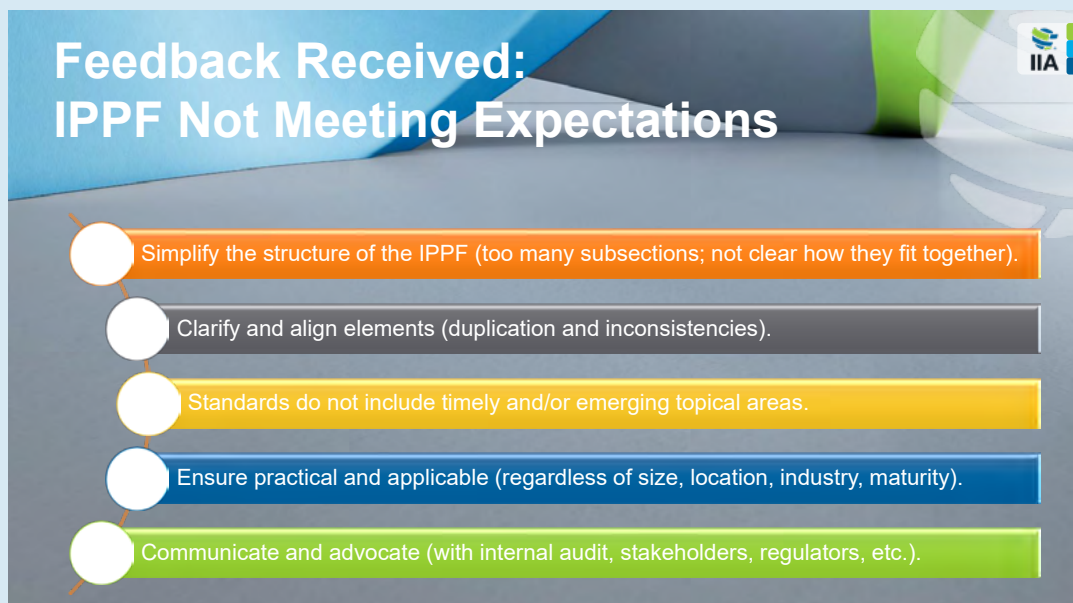 Feedback Received:
IPPF Not Meeting Expectations
IIA
Simplify the structure of the IPPF (too many subsections; not clear how they fit together).
Clarify and align elements (duplication and inconsistencies).
Standards do not include timely and/or emerging topical areas.
Ensure practical and applicable (regardless of size, location, industry, maturity).
Communicate and advocate (with internal audit, stakeholders, regulators, etc.).